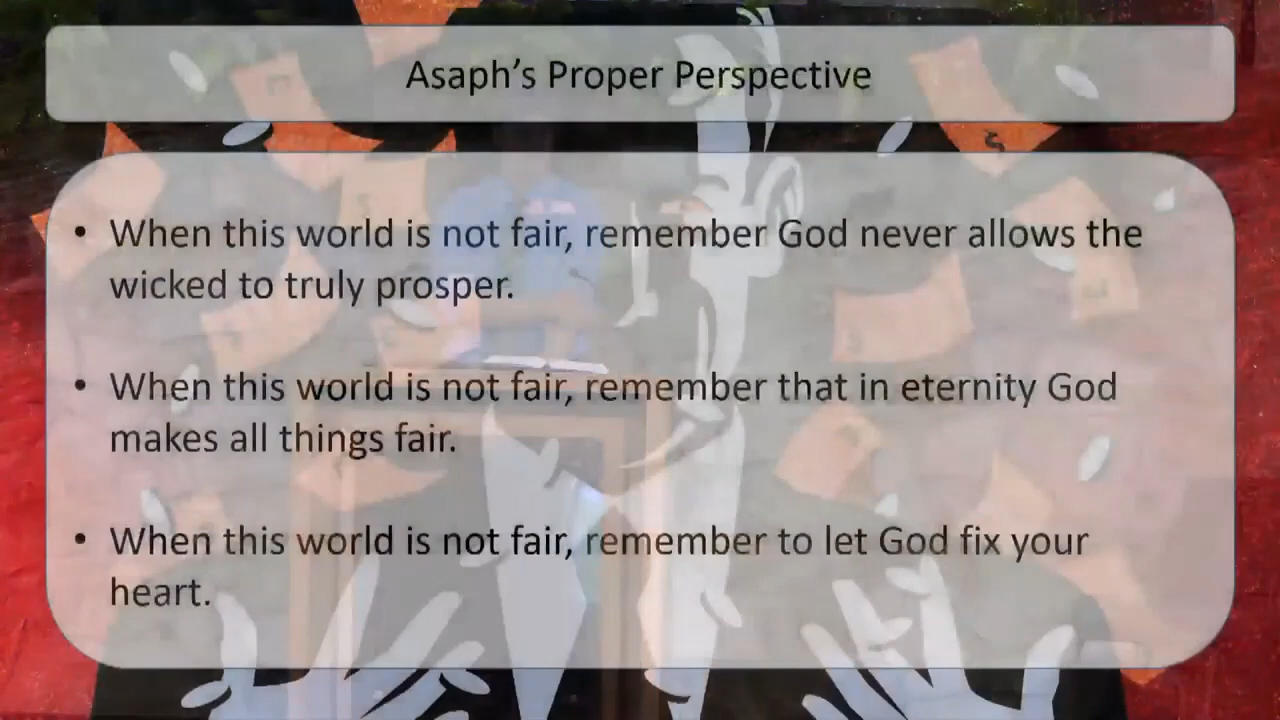 Asaph’s Proper Perspective
• When this world is not fair, remember God never allows the
wicked to truly prosper.
• When this world is not fair, remember that in eternity God
makes all things fair.
• When this world is not fair, remember to let God fix your
heart.